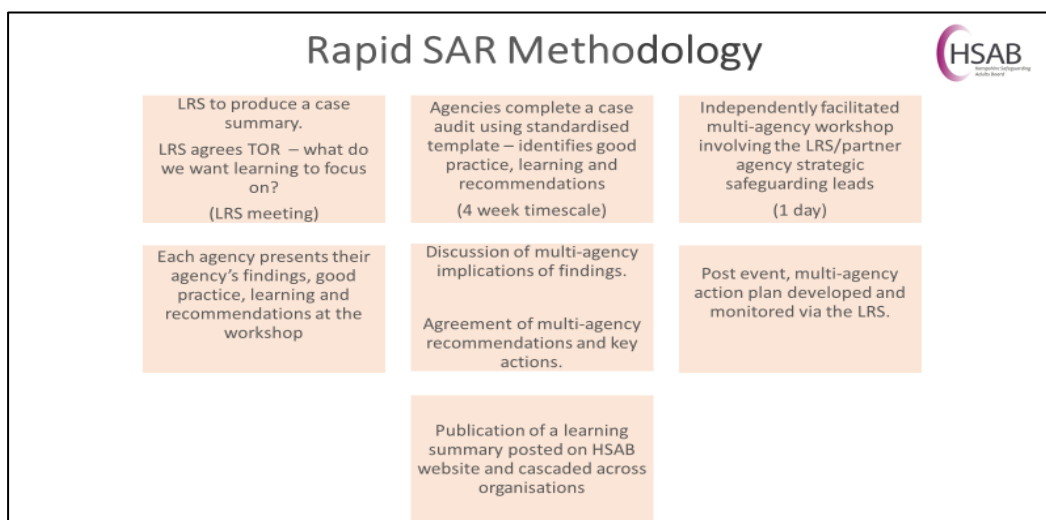 Rapid SAR Methodology
HSAB
Hampshire Safeguarding
Adults Board
LRS to produce a case
summary.
LRS agrees TOR – what do
we want learning to focus
on?
(LRS meeting)
Agencies complete a case
audit using standardised
template – identifies good
practice, learning and
recommendations
(4 week timescale)
Independently facilitated
multi-agency workshop
involving the LRS/partner
agency strategic
safeguarding leads
(1 day)
Each agency presents their
agency's findings, good
practice, learning and
recommendations at the
workshop
Discussion of multi-agency
implications of findings.
Agreement of multi-agency
recommendations and key
actions.
Post event, multi-agency
action plan developed and
monitored via the LRS.
Publication of a learning
summary posted on HSAB
website and cascaded across
organisations